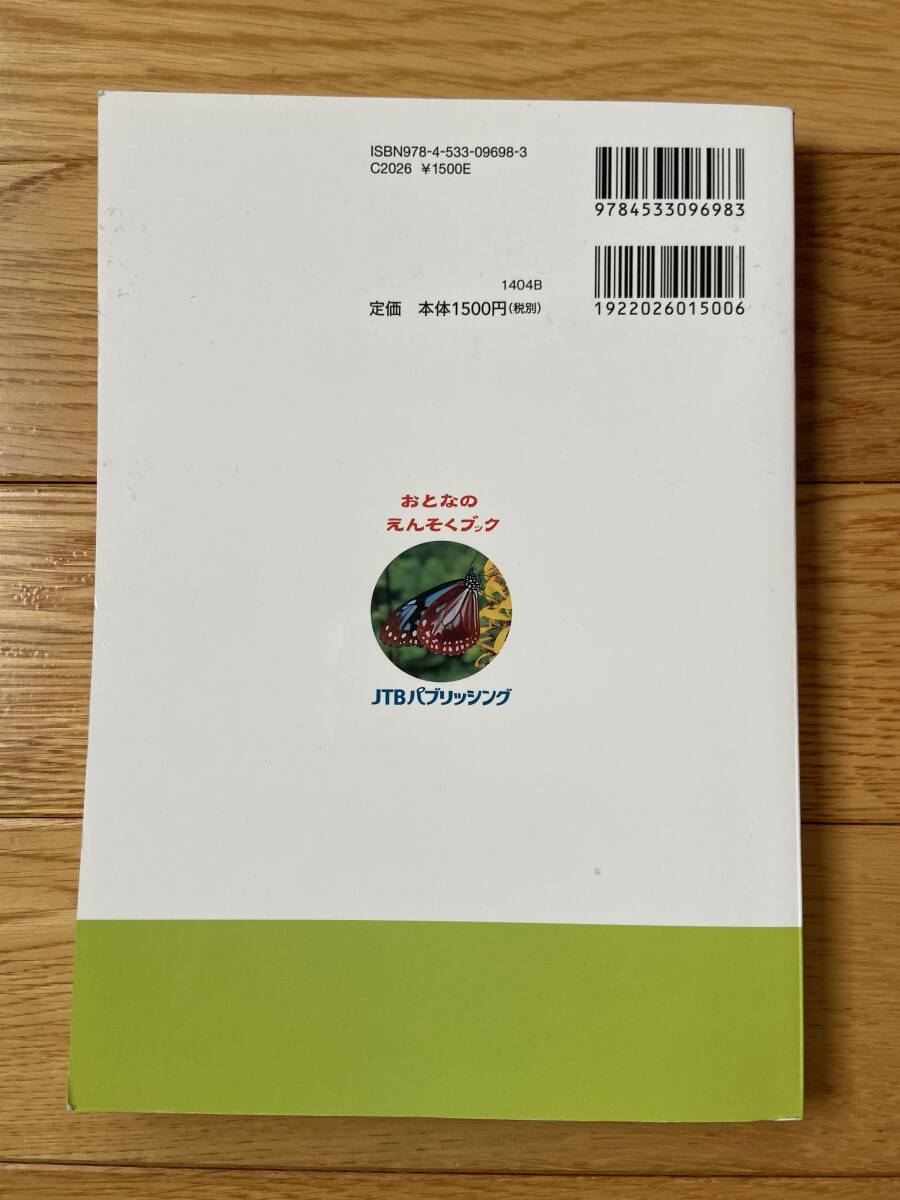 ISBN978-4-533-09698-3
C2026 ¥1500E
9784533096983
1404B
定価 本体1500円(税別)
1922026015006
おとなの
えんそくブック
JTBパブリッシング